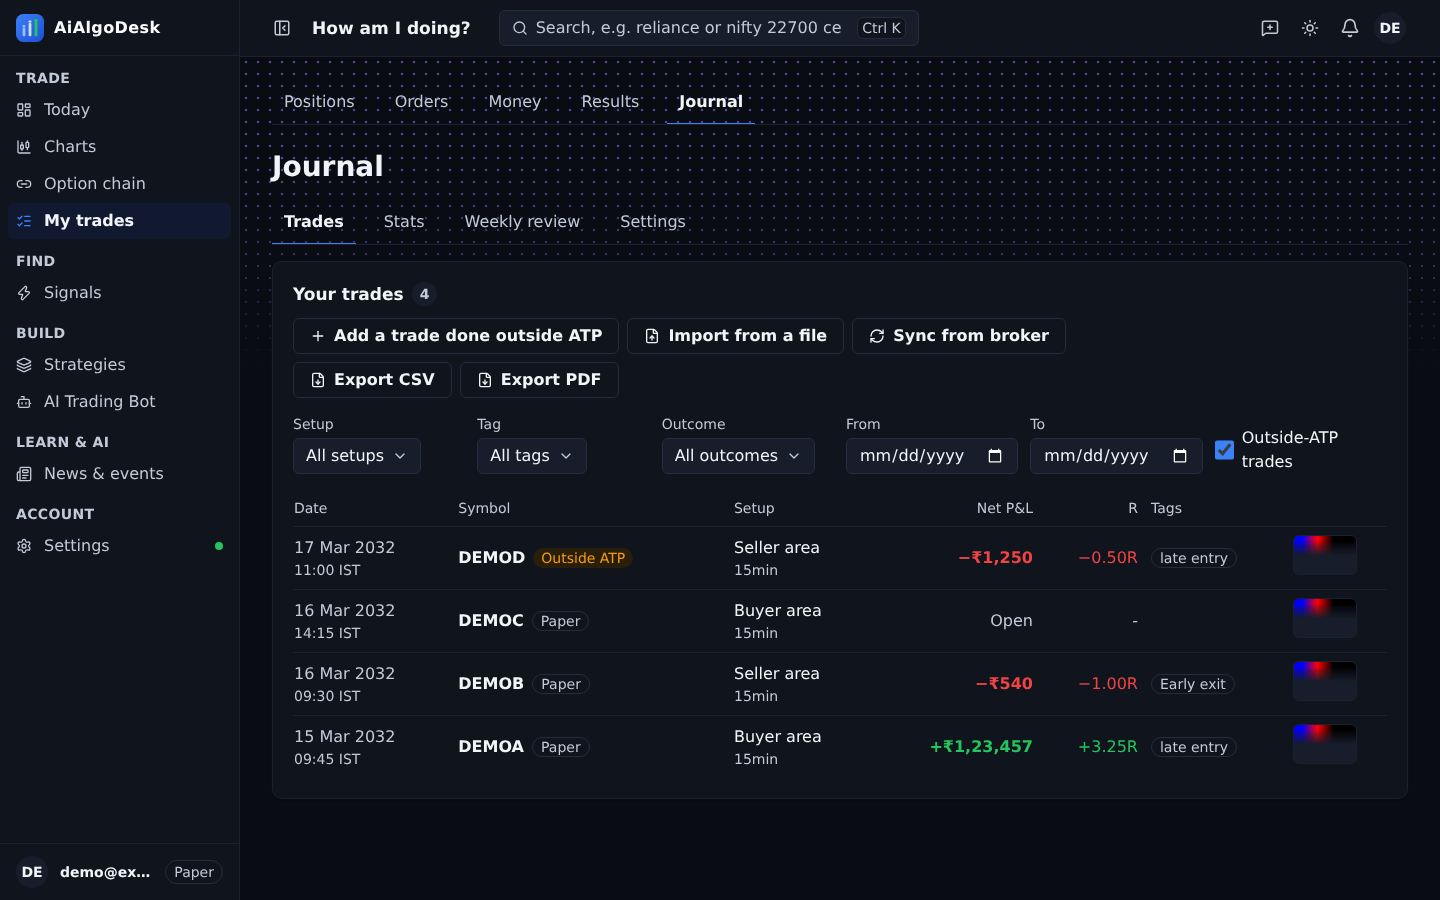 AiAlgoDesk
How am I doing?
Search, e.g. reliance or nifty 22700 ce
Ctrl K
DE
TRADE
Today
Charts
Option chain
My trades
FIND
Signals
BUILD
Strategies
AI Trading Bot
LEARN & AI
News & events
ACCOUNT
Settings
DE
demo@ex...
Paper
Positions
Orders
Money
Results
Journal
Journal
Trades
Stats
Weekly review
Settings
Your trades 4
Add a trade done outside ATP
Import from a file
Sync from broker
Export CSV
Export PDF
Setup
Tag
Outcome
From
To
All setups
All tags
All outcomes
mm/dd/yyyy
mm/dd/yyyy
Outside-ATP
trades
Date Symbol Setup Net P&L R Tags
17 Mar 2032
11:00 IST
DEMOD Outside ATP
Seller area
15min
−₹1,250
−0.50R
late entry
16 Mar 2032
14:15 IST
DEMOC Paper
Buyer area
15min
Open
-
16 Mar 2032
09:30 IST
DEMOB Paper
Seller area
15min
−₹540
−1.00R
Early exit
15 Mar 2032
09:45 IST
DEMOA Paper
Buyer area
15min
+₹1,23,457
+3.25R
late entry